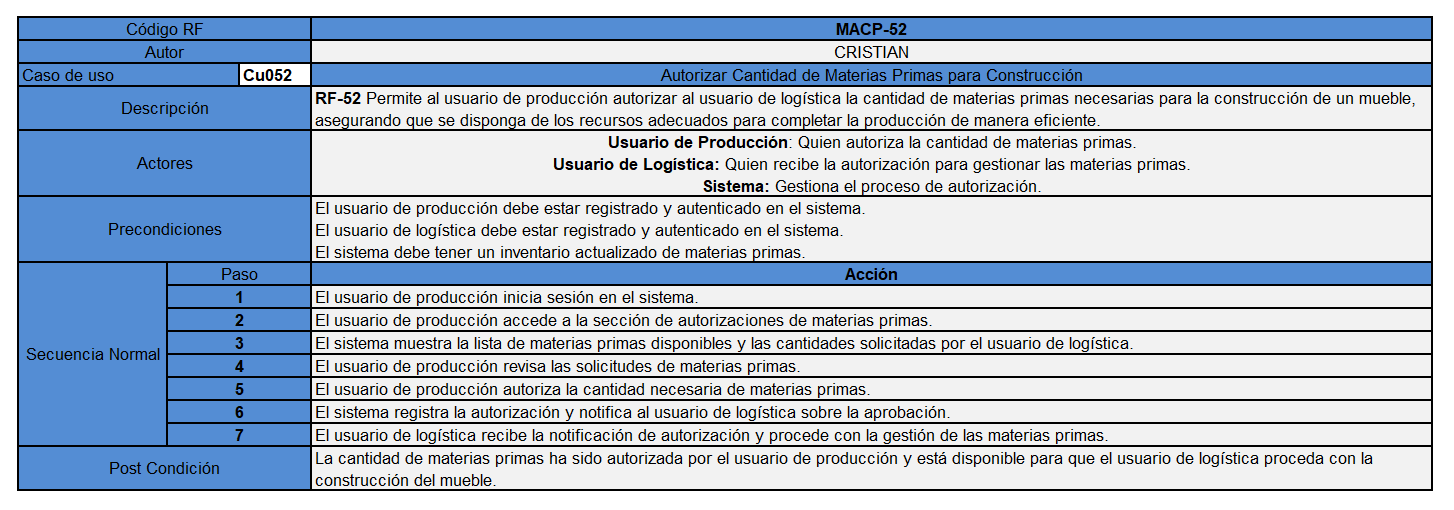 Código RF MACP-52
Autor CRISTIAN
Caso de uso Cu052 Autorizar Cantidad de Materias Primas para Construcción
Descripción
RF-52 Permite al usuario de producción autorizar al usuario de logística la cantidad de materias primas necesarias para la construcción de un mueble,
asegurando que se disponga de los recursos adecuados para completar la producción de manera eficiente.
Actores
Usuario de Producción: Quien autoriza la cantidad de materias primas.
Usuario de Logística: Quien recibe la autorización para gestionar las materias primas.
Sistema: Gestiona el proceso de autorización.
Precondiciones
El usuario de producción debe estar registrado y autenticado en el sistema.
El usuario de logística debe estar registrado y autenticado en el sistema.
El sistema debe tener un inventario actualizado de materias primas.
Secuencia Normal
Paso Acción
1 El usuario de producción inicia sesión en el sistema.
2 El usuario de producción accede a la sección de autorizaciones de materias primas.
3 El sistema muestra la lista de materias primas disponibles y las cantidades solicitadas por el usuario de logística.
4 El usuario de producción revisa las solicitudes de materias primas.
5 El usuario de producción autoriza la cantidad necesaria de materias primas.
6 El sistema registra la autorización y notifica al usuario de logística sobre la aprobación.
7 El usuario de logística recibe la notificación de autorización y procede con la gestión de las materias primas.
Post Condición
La cantidad de materias primas ha sido autorizada por el usuario de producción y está disponible para que el usuario de logística proceda con la
construcción del mueble.